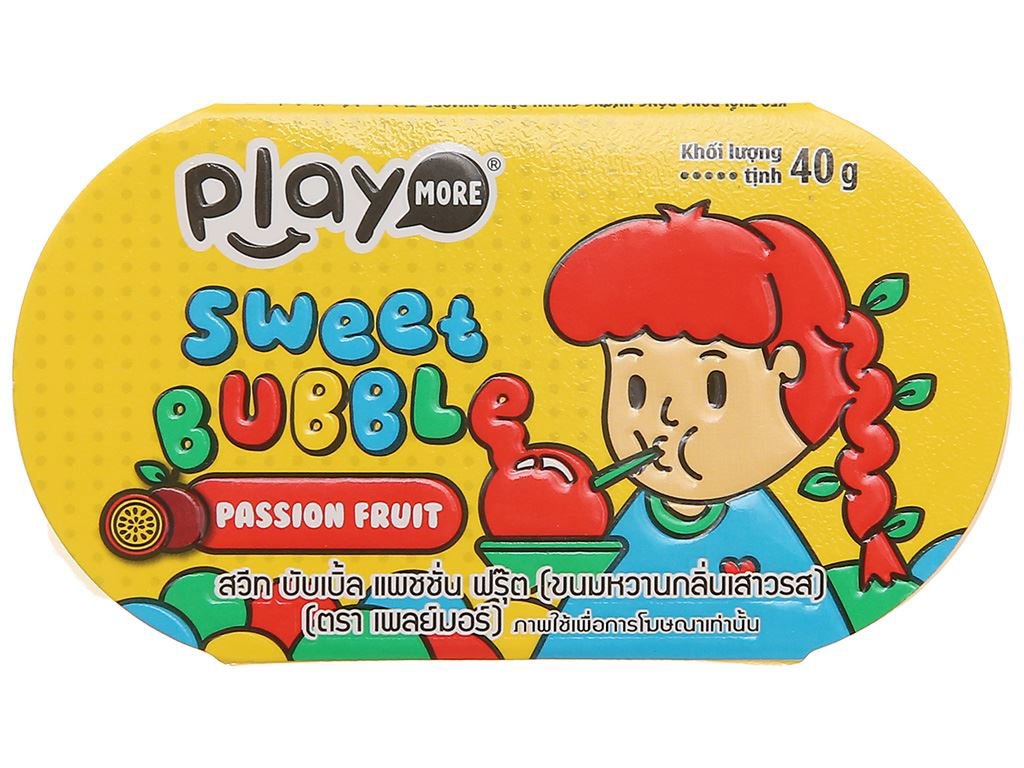 play MORE®
Khối lượng
tịnh 40 g
Sweet
BUBBLe
PASSION FRUIT
สวีท บับเบิ้ล แพชชั่น ฟรุ๊ต (ขนมหวานกลิ่นเสาวรส)
(ตรา เพลย์มอร์) ภาพใช้เพื่อการโฆษณาเท่านั้น